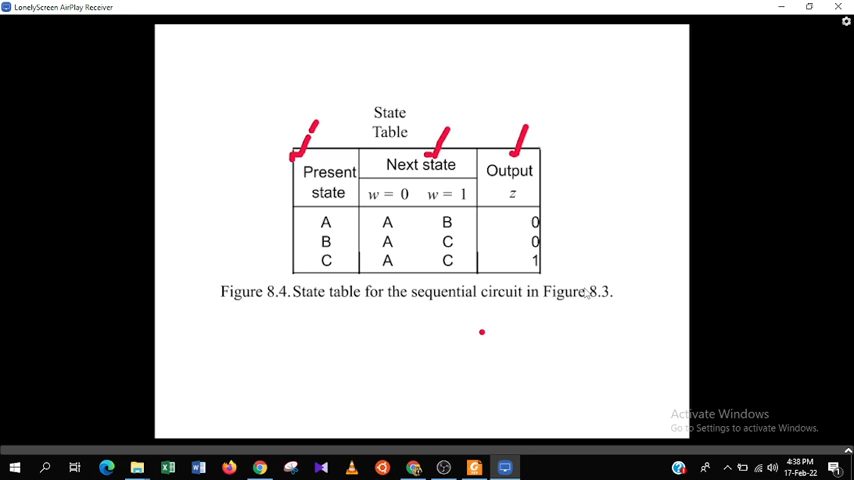 LonelyScreen AirPlay Receiver
State
Table
Present state Next state Output
w = 0 w = 1 z
A A B 0
B A C 0
C A C 1
Figure 8.4. State table for the sequential circuit in Figure 8.3.
Activate Windows
Go to Settings to activate Windows.
4:38 PM
17-Feb-22